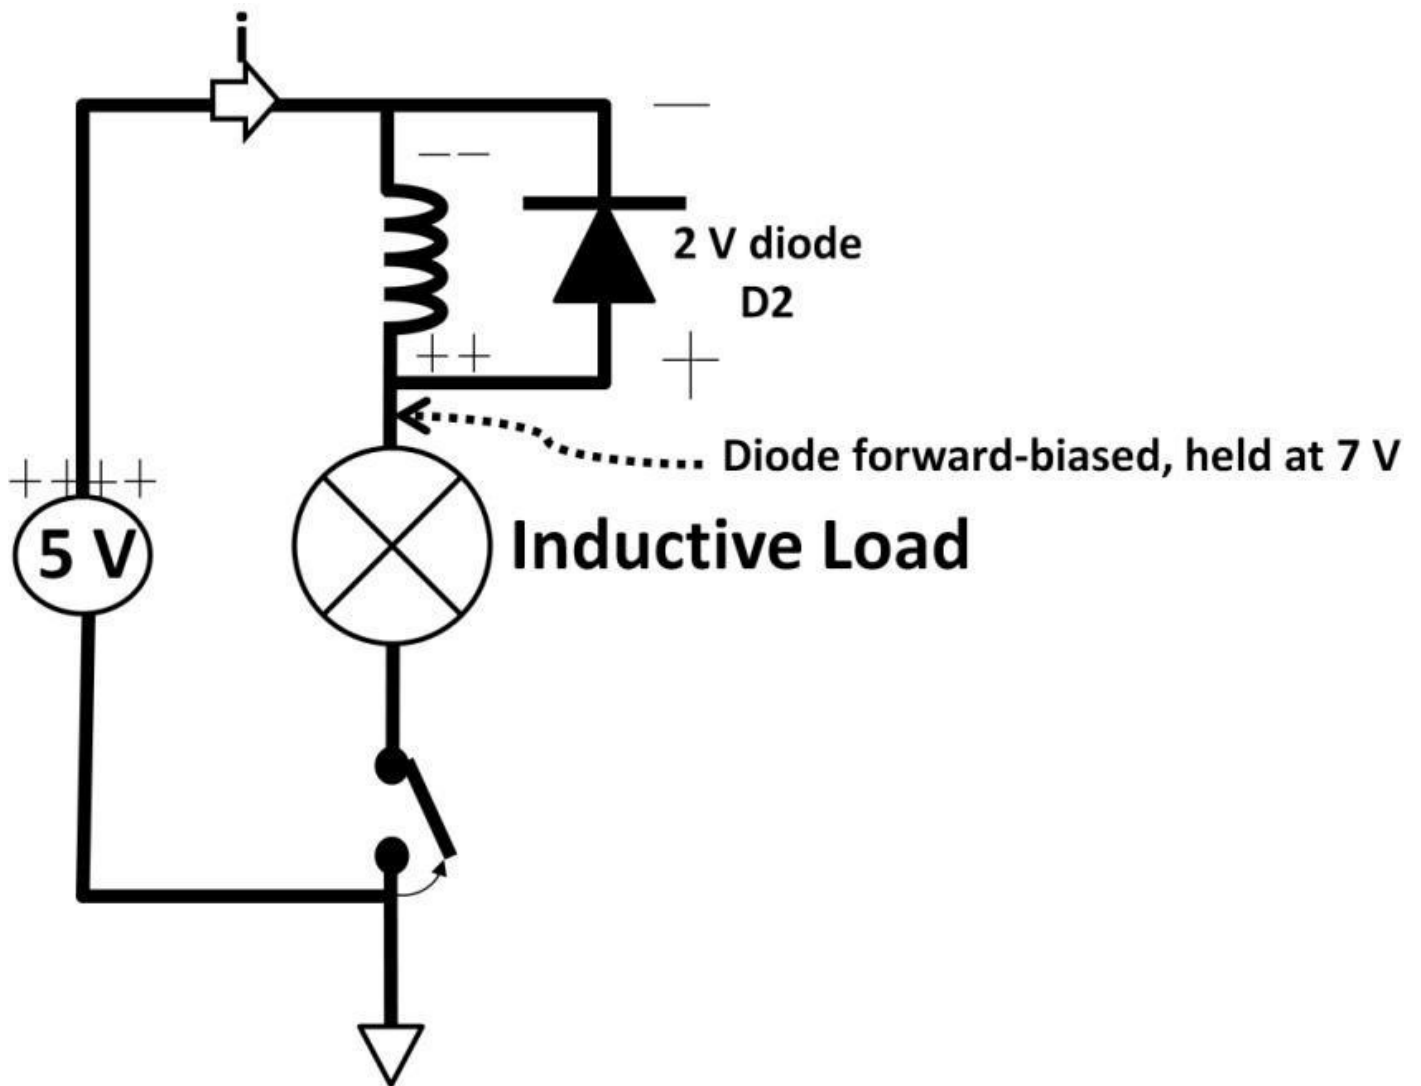 i
— 
— —
2 V diode
D2
+ +
+
Diode forward-biased, held at 7 V
+ + + +
5 V
Inductive Load